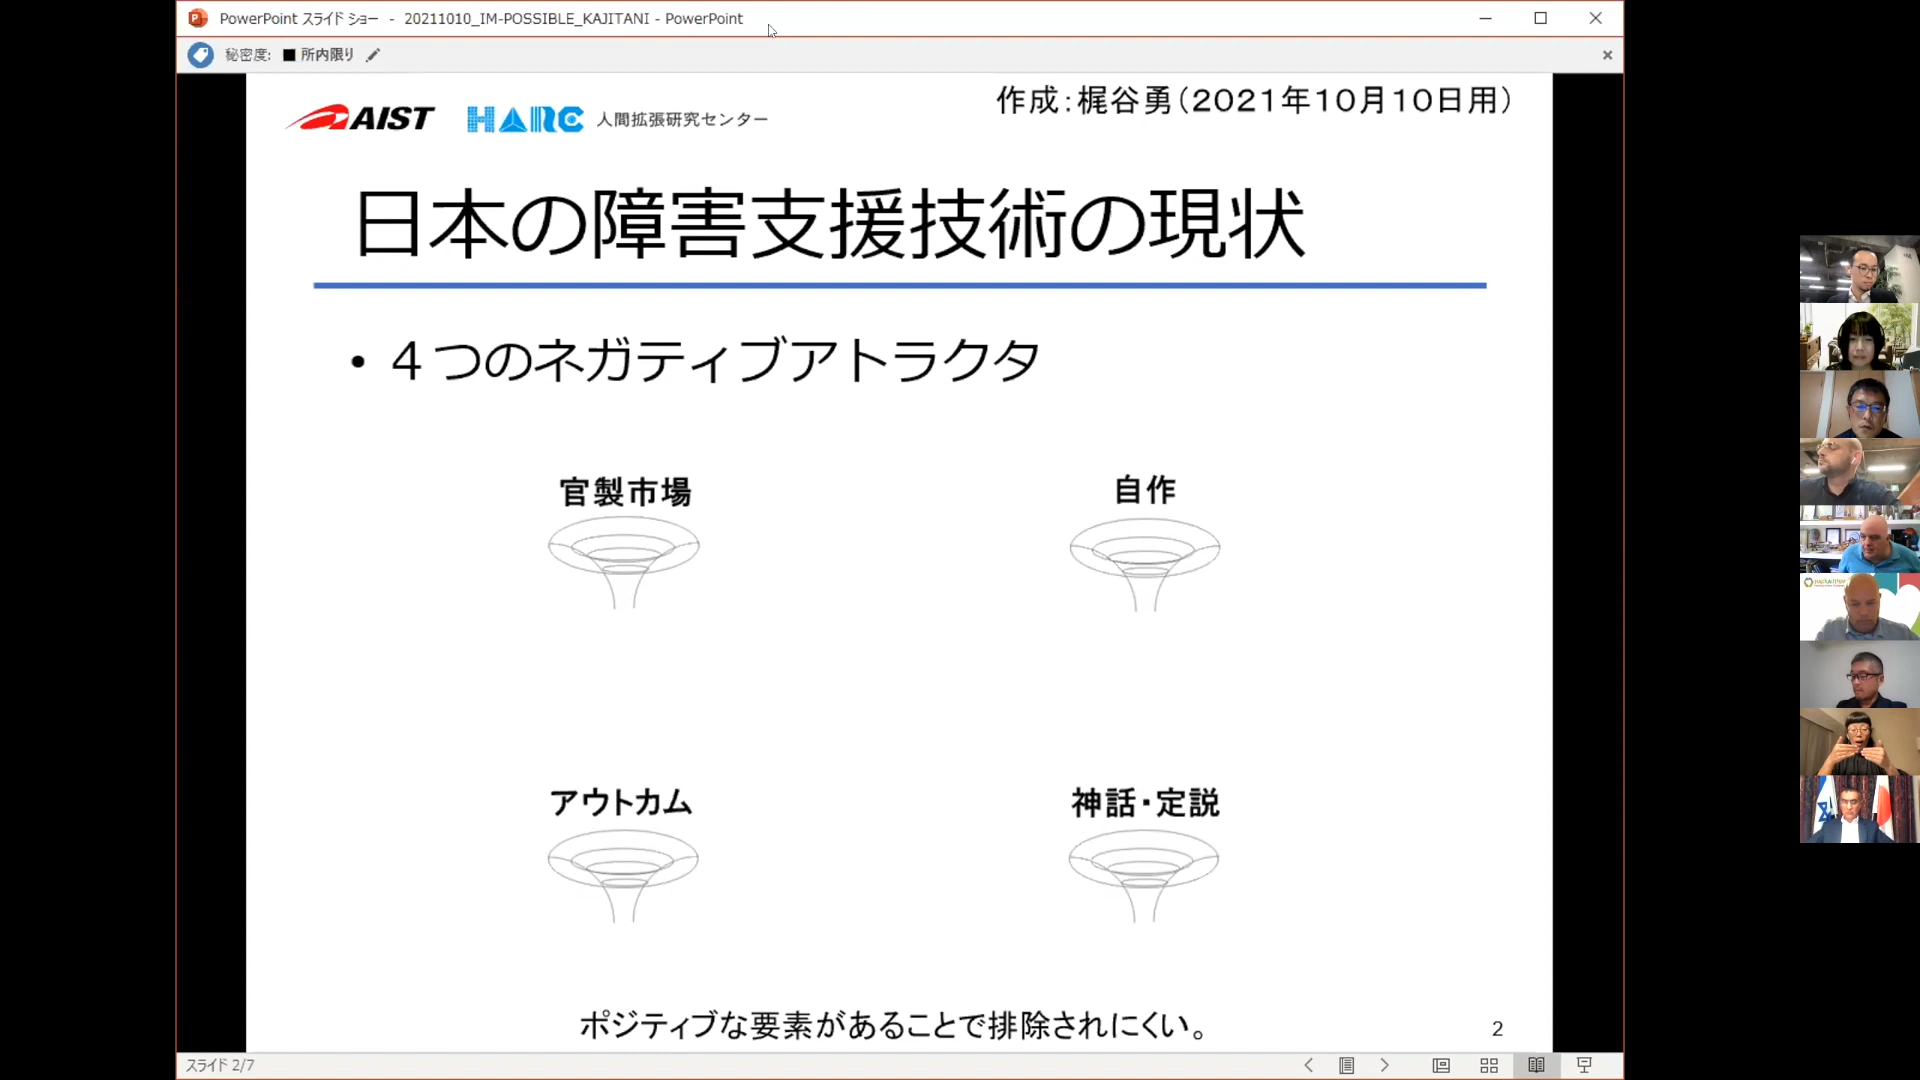 PowerPoint スライド ショー - 20211010_IM-POSSIBLE_KAJITANI - PowerPoint
秘密度: 所内限り
AIST HARC 人間拡張研究センター
作成：梶谷勇（2021年10月10日用）
日本の障害支援技術の現状
• ４つのネガティブアトラクタ
官製市場
自作
アウトカム
神話・定説
ポジティブな要素があることで排除されにくい。
2
スライド 2/7